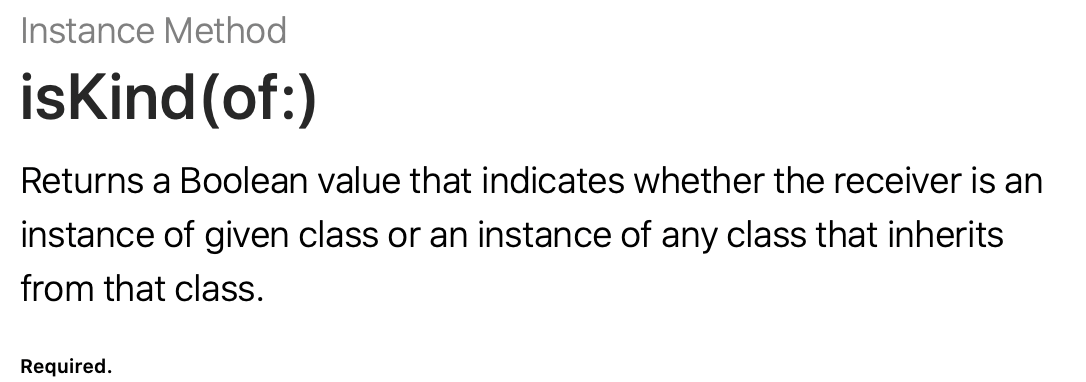 Instance Method
isKind(of:)
Returns a Boolean value that indicates whether the receiver is an
instance of given class or an instance of any class that inherits
from that class.
Required.